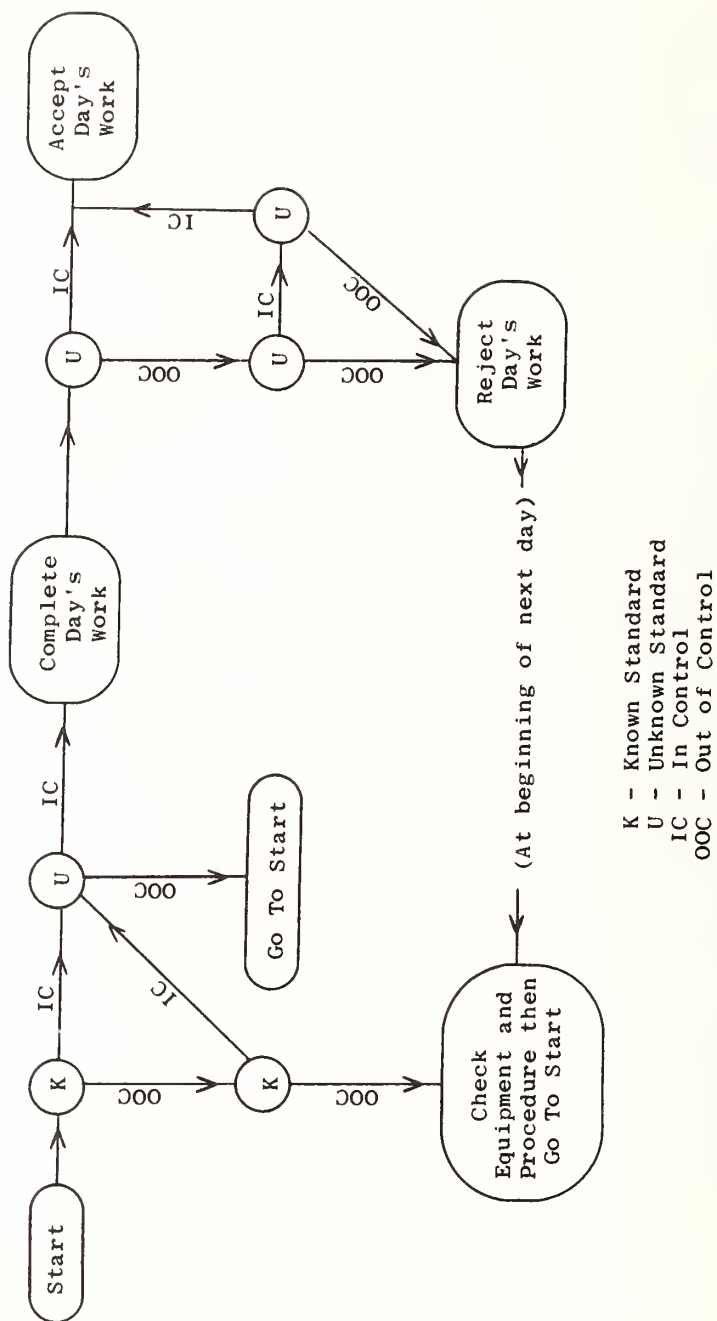 Start
K
IC
U
IC
Complete
Day's
Work
U
IC
Accept
Day's
Work
OOC
IC
OOC
OOC
IC
K
Go To Start
U
IC
U
OOC
OOC
OOC
Check
Equipment and
Procedure then
Go To Start
(At beginning of next day)
Reject
Day's
Work
K - Known Standard
U - Unknown Standard
IC - In Control
OOC - Out of Control